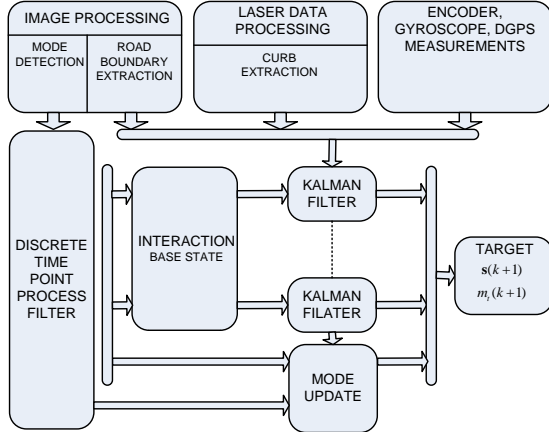 IMAGE PROCESSING
MODE
DETECTION
ROAD
BOUNDARY
EXTRACTION
LASER DATA
PROCESSING
CURB
EXTRACTION
ENCODER,
GYROSCOPE, DGPS
MEASUREMENTS
DISCRETE
TIME
POINT
PROCESS
FILTER
INTERACTION
BASE STATE
KALMAN
FILTER
KALMAN
FILATER
MODE
UPDATE
TARGET
s(k+1)
m_i(k+1)